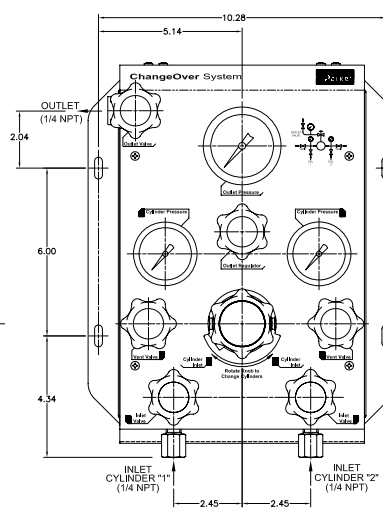 10.28
5.14
ChangeOver System
Parker
OUTLET
(1/4 NPT)
2.04
Outlet Valve
Outlet Pressure
Cylinder Pressure
Cylinder Pressure
6.00
Outlet Regulator
Vent Valve
Vent Valve
Cylinder
Inlet
Cylinder
Inlet
Rotate Knob to
Change Cylinders
4.34
Inlet
Valve
Inlet
Valve
INLET
CYLINDER "1"
(1/4 NPT)
INLET
CYLINDER "2"
(1/4 NPT)
2.45
2.45